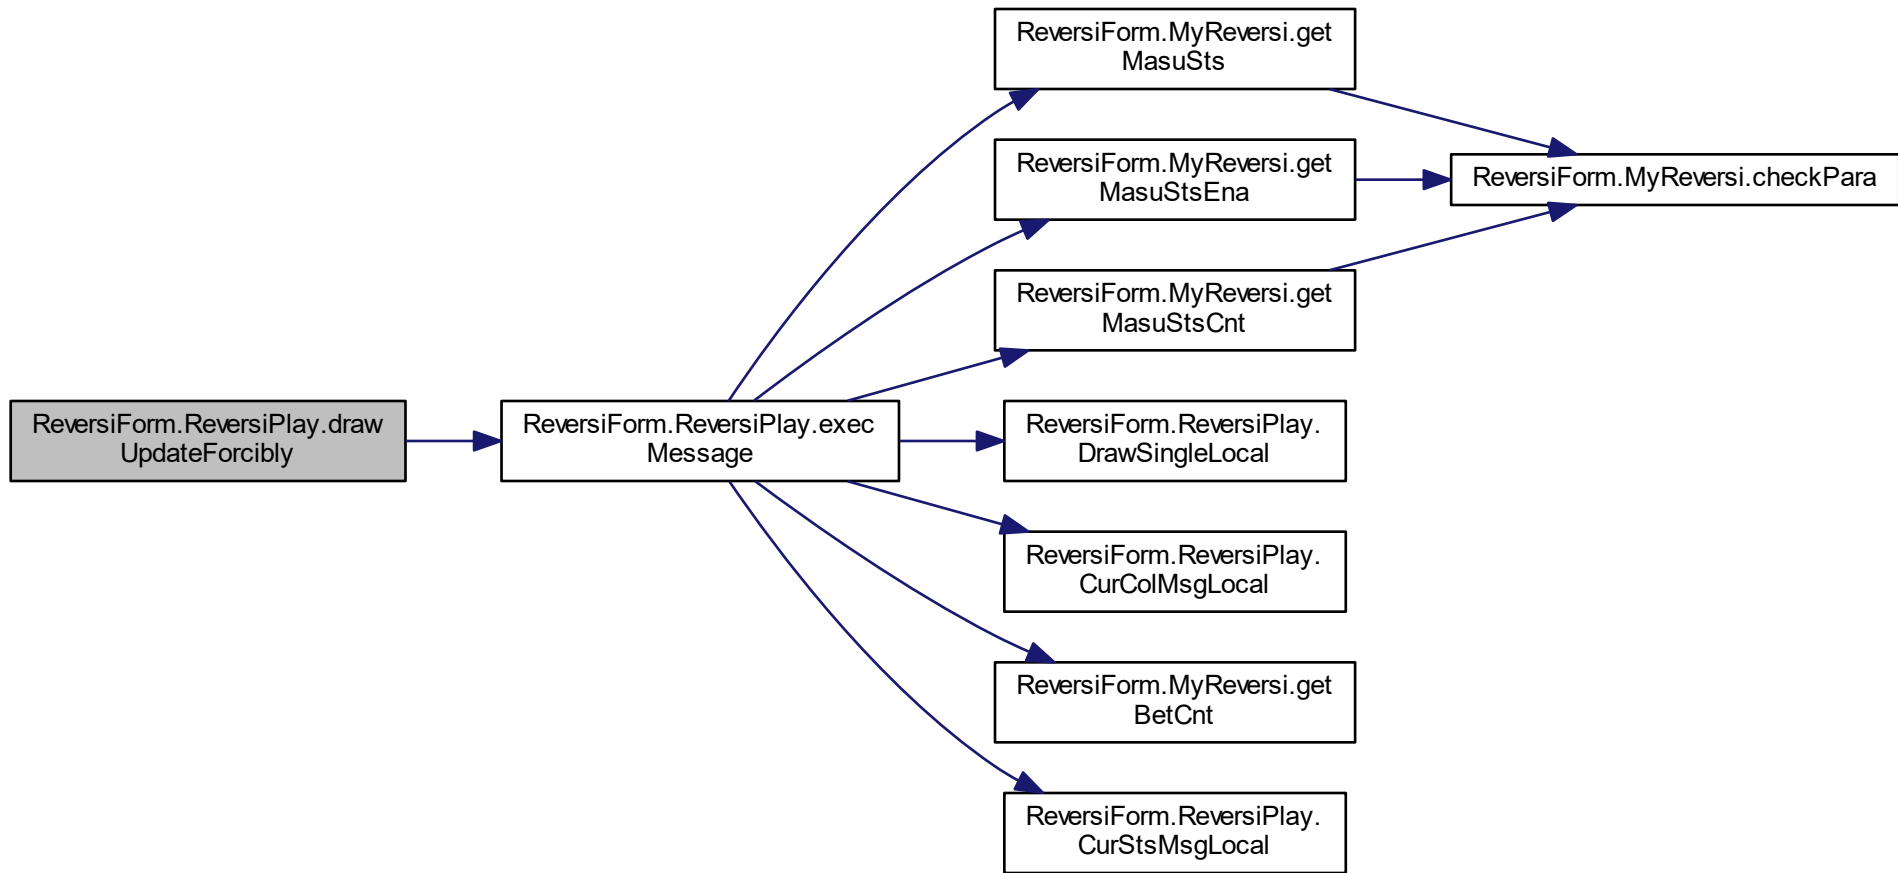 ReversiForm.MyReversi.get
MasuSts
ReversiForm.MyReversi.get
MasuStsEna
ReversiForm.MyReversi.checkPara
ReversiForm.MyReversi.get
MasuStsCnt
ReversiForm.ReversiPlay.draw
UpdateForcibly
ReversiForm.ReversiPlay.exec
Message
ReversiForm.ReversiPlay.
DrawSingleLocal
ReversiForm.ReversiPlay.
CurColMsgLocal
ReversiForm.MyReversi.get
BetCnt
ReversiForm.ReversiPlay.
CurStsMsgLocal